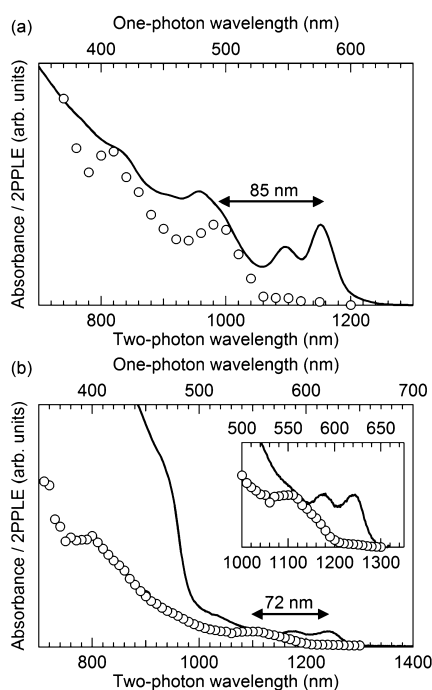 (a)
One-photon wavelength (nm)
400 500 600
Absorbance / 2PPLE (arb. units)
85 nm
800 1000 1200
Two-photon wavelength (nm)
(b)
One-photon wavelength (nm)
400 500 600 700
Absorbance / 2PPLE (arb. units)
500 550 600 650
1000 1100 1200 1300
72 nm
800 1000 1200 1400
Two-photon wavelength (nm)